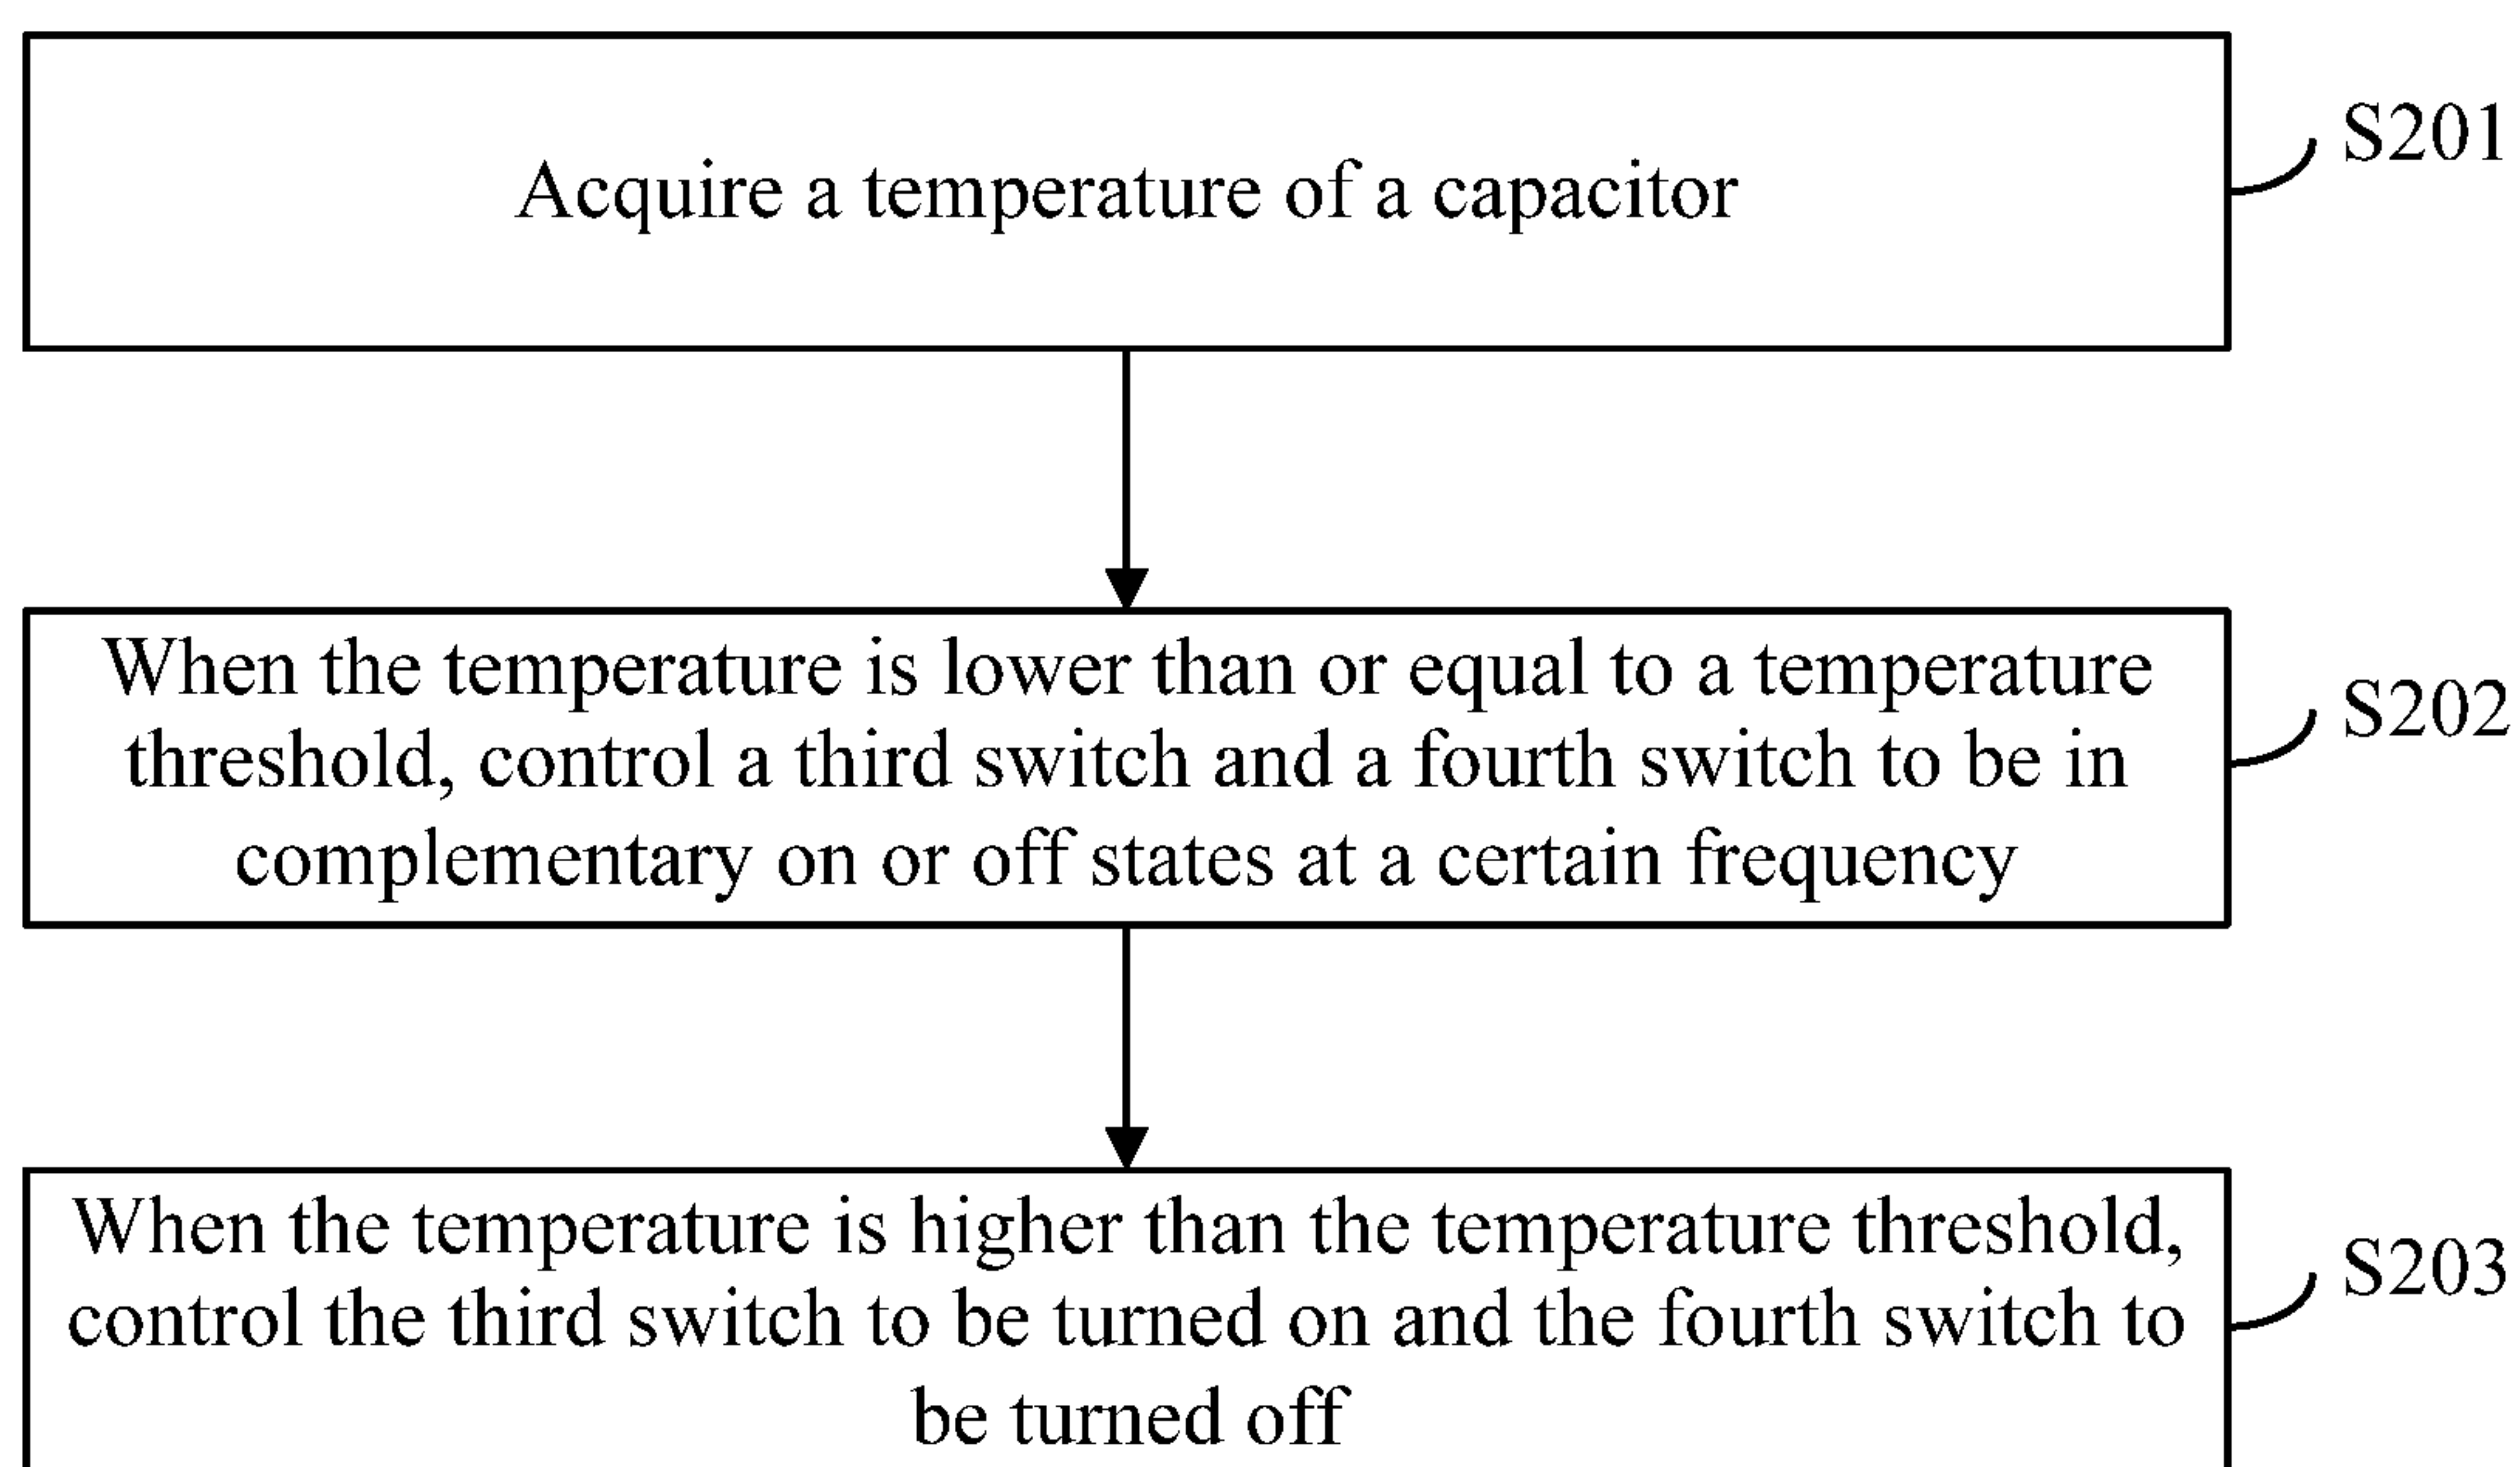 Acquire a temperature of a capacitor
S201
When the temperature is lower than or equal to a temperature
threshold, control a third switch and a fourth switch to be in
complementary on or off states at a certain frequency
S202
When the temperature is higher than the temperature threshold,
control the third switch to be turned on and the fourth switch to
be turned off
S203